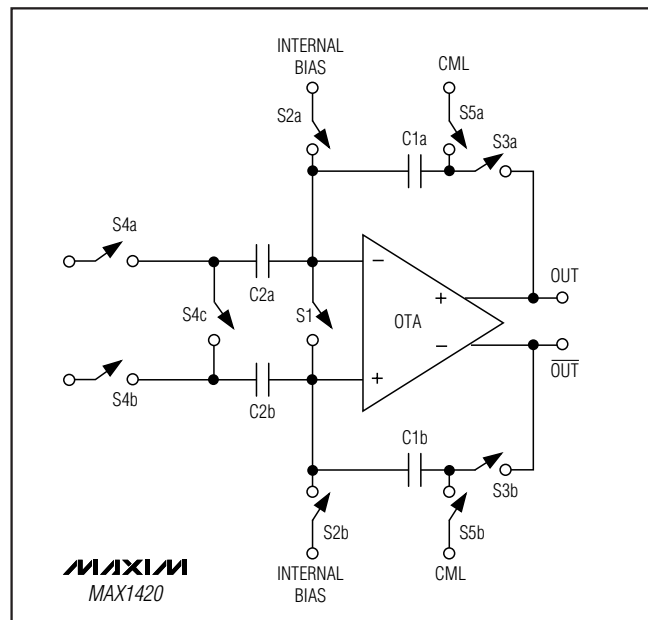 INTERNAL
BIAS
CML
S2a
S5a
C1a
S3a
S4a
C2a
S4c
S1
−
+
OTA
OUT
−
OUT
S4b
C2b
+
C1b
S3b
S2b
S5b
MAXIM
MAX1420
INTERNAL
BIAS
CML